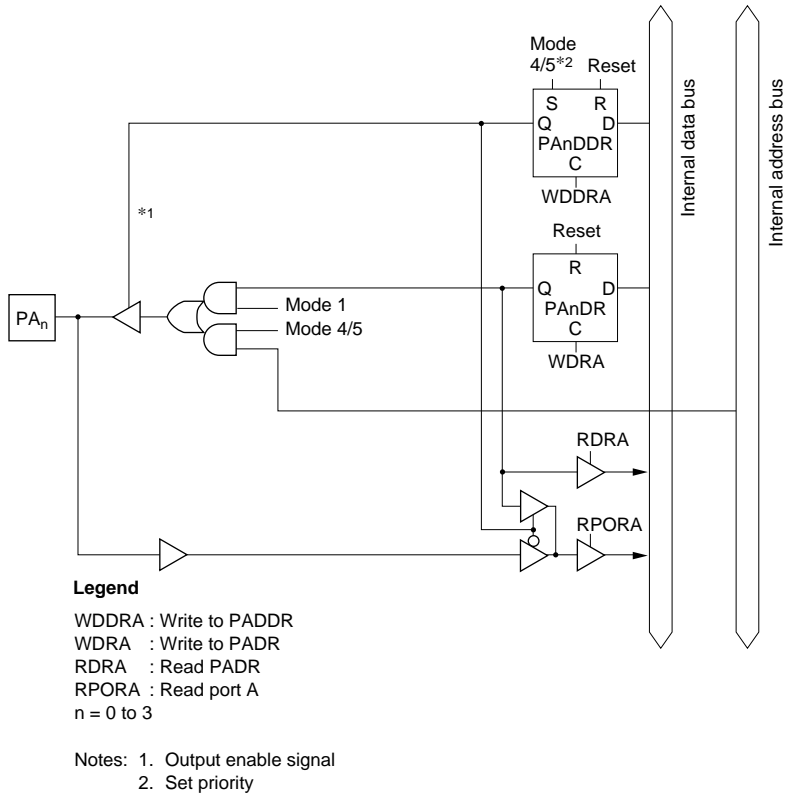 Mode
4/5*2 Reset
S R
Q D
PAnDDR
C
WDDRA
Internal data bus
Internal address bus
*1
Reset
R
Q D
PAnDR
C
WDRA
Mode 1
Mode 4/5
PAn
RDRA
RPORA
Legend
WDDRA : Write to PADDR
WDRA : Write to PADR
RDRA : Read PADR
RPORA : Read port A
n = 0 to 3
Notes: 1. Output enable signal
2. Set priority